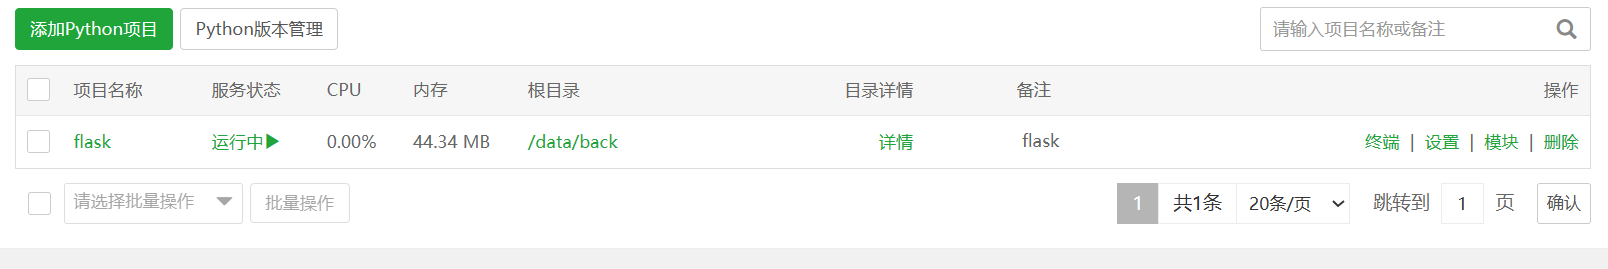 添加Python项目 Python版本管理 请输入项目名称或备注
项目名称 服务状态 CPU 内存 根目录 目录详情 备注 操作
flask 运行中 0.00% 44.34 MB /data/back 详情 flask 终端 | 设置 | 模块 | 删除
请选择批量操作 批量操作 1 共1条 20条/页 跳转到 1 页 确认